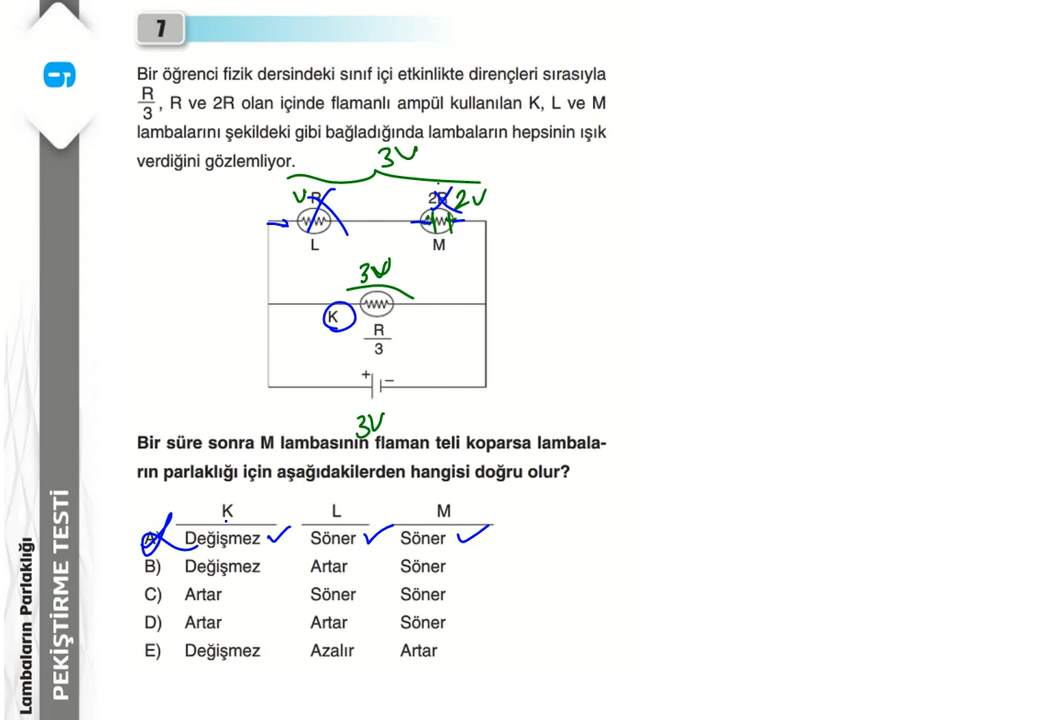 7
6
Bir öğrenci fizik dersindeki sınıf içi etkinlikte dirençleri sırasıyla
R/3, R ve 2R olan içinde flamanlı ampül kullanılan K, L ve M
lambalarını şekildeki gibi bağladığında lambaların hepsinin ışık
verdiğini gözlemliyor.
3V
V R 2R 2V
L M
3V
K
R/3
+ −
3V
Bir süre sonra M lambasının flaman teli koparsa lambala-
rın parlaklığı için aşağıdakilerden hangisi doğru olur?
K L M
A) Değişmez Söner Söner
B) Değişmez Artar Söner
C) Artar Söner Söner
D) Artar Artar Söner
E) Değişmez Azalır Artar
Lambaların Parlaklığı
PEKİŞTİRME TESTİ